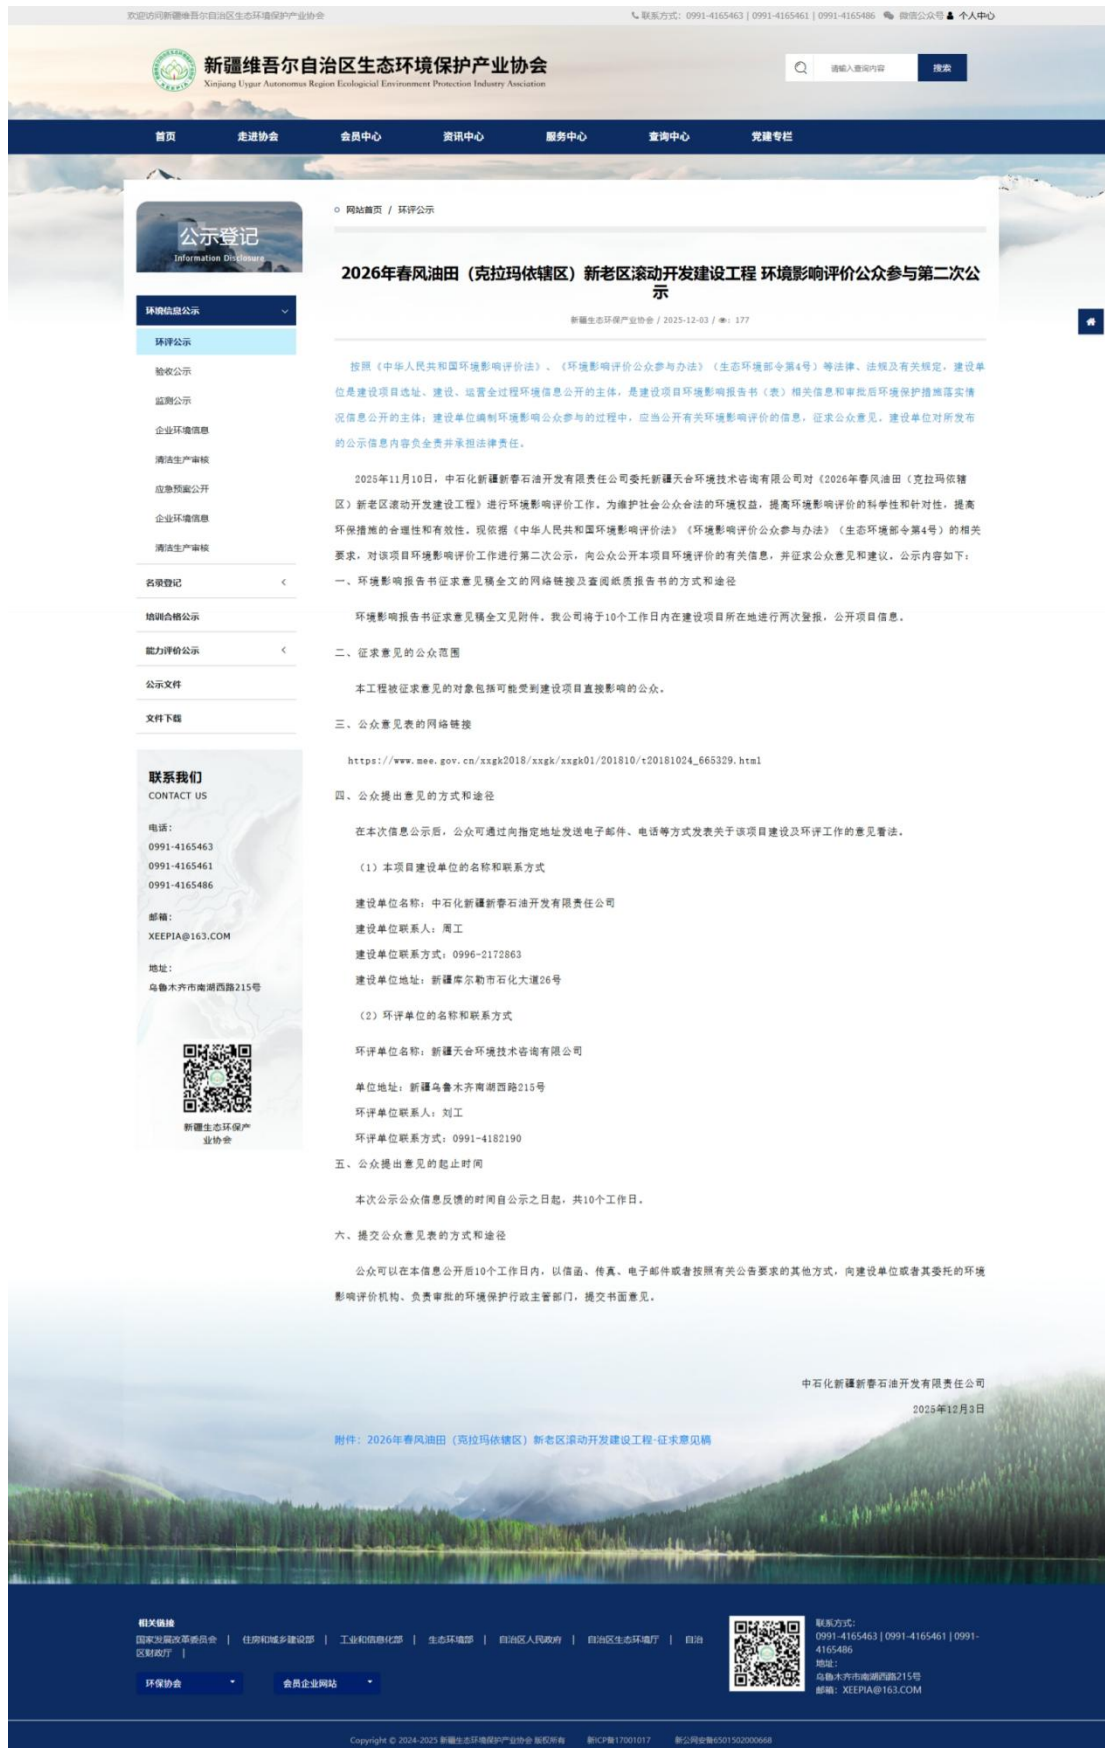 欢迎访问新疆维吾尔自治区生态环境保护产业协会
联系方式：0991-4165463 | 0991-4165461 | 0991-4165486 微信公众号 个人中心
新疆维吾尔自治区生态环境保护产业协会
Xinjiang Uygur Autonomus Region Ecologicial Environment Protection Industry Assciation
XEEPIA
请输入查询内容
搜索
首页 走进协会 会员中心 资讯中心 服务中心 查询中心 党建专栏
公示登记
Information Disclosure
环境信息公示
环评公示
验收公示
监测公示
企业环境信息
清洁生产审核
应急预案公开
企业环境信息
清洁生产审核
名录登记
培训合格公示
能力评价公示
公示文件
文件下载
联系我们
CONTACT US
电话：
0991-4165463
0991-4165461
0991-4165486
邮箱：
XEEPIA@163.COM
地址：
乌鲁木齐市南湖西路215号
新疆生态环保产
业协会
网站首页 / 环评公示
2026年春风油田（克拉玛依辖区）新老区滚动开发建设工程 环境影响评价公众参与第二次公
示
新疆生态环保产业协会 / 2025-12-03 / ：177
按照《中华人民共和国环境影响评价法》、《环境影响评价公众参与办法》（生态环境部令第4号）等法律、法规及有关规定，建设单
位是建设项目选址、建设、运营全过程环境信息公开的主体，是建设项目环境影响报告书（表）相关信息和审批后环境保护措施落实情
况信息公开的主体；建设单位编制环境影响公众参与的过程中，应当公开有关环境影响评价的信息，征求公众意见，建设单位对所发布
的公示信息内容负全责并承担法律责任。
2025年11月10日，中石化新疆新春石油开发有限责任公司委托新疆天合环境技术咨询有限公司对《2026年春风油田（克拉玛依辖
区）新老区滚动开发建设工程》进行环境影响评价工作。为维护社会公众合法的环境权益，提高环境影响评价的科学性和针对性，提高
环保措施的合理性和有效性。现依据《中华人民共和国环境影响评价法》《环境影响评价公众参与办法》（生态环境部令第4号）的相关
要求，对该项目环境影响评价工作进行第二次公示，向公众公开本项目环境评价的有关信息，并征求公众意见和建议。公示内容如下：
一、环境影响报告书征求意见稿全文的网络链接及查阅纸质报告书的方式和途径
环境影响报告书征求意见稿全文见附件。我公司将于10个工作日内在建设项目所在地进行两次登报，公开项目信息。
二、征求意见的公众范围
本工程被征求意见的对象包括可能受到建设项目直接影响的公众。
三、公众意见表的网络链接
https://www.mee.gov.cn/xxgk2018/xxgk/xxgk01/201810/t20181024_665329.html
四、公众提出意见的方式和途径
在本次信息公示后，公众可通过向指定地址发送电子邮件、电话等方式发表关于该项目建设及环评工作的意见看法。
（1）本项目建设单位的名称和联系方式
建设单位名称：中石化新疆新春石油开发有限责任公司
建设单位联系人：周工
建设单位联系方式：0996-2172863
建设单位地址：新疆库尔勒市石化大道26号
（2）环评单位的名称和联系方式
环评单位名称：新疆天合环境技术咨询有限公司
单位地址：新疆乌鲁木齐南湖西路215号
环评单位联系人：刘工
环评单位联系方式：0991-4182190
五、公众提出意见的起止时间
本次公示公众信息反馈的时间自公示之日起，共10个工作日。
六、提交公众意见表的方式和途径
公众可以在本信息公开后10个工作日内，以信函、传真、电子邮件或者按照有关公告要求的其他方式，向建设单位或者其委托的环境
影响评价机构、负责审批的环境保护行政主管部门，提交书面意见。
中石化新疆新春石油开发有限责任公司
2025年12月3日
附件：2026年春风油田（克拉玛依辖区）新老区滚动开发建设工程-征求意见稿
相关链接
国家发展改革委员会 | 住房和城乡建设部 | 工业和信息化部 | 生态环境部 | 自治区人民政府 | 自治区生态环境厅 | 自治
区财政厅 |
环保协会 会员企业网站
联系方式：
0991-4165463 | 0991-4165461 | 0991-
4165486
地址：
乌鲁木齐市南湖西路215号
邮箱：XEEPIA@163.COM
Copyright © 2024-2025 新疆生态环境保护产业协会 版权所有 新ICP备17001017 新公网安备6501502000668